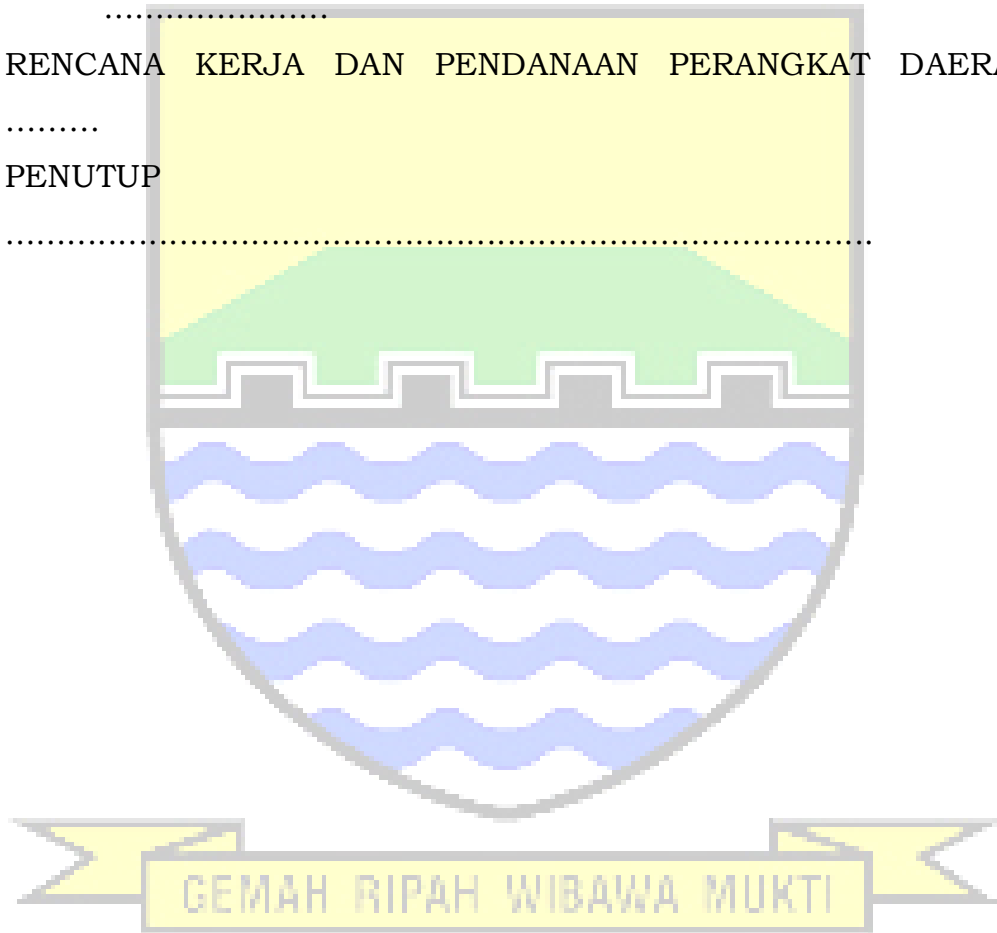 ......................
RENCANA KERJA DAN PENDANAAN PERANGKAT DAERA
.........
PENUTUP
.....................................................................................
GEMAH RIPAH WIBAWA MUKTI